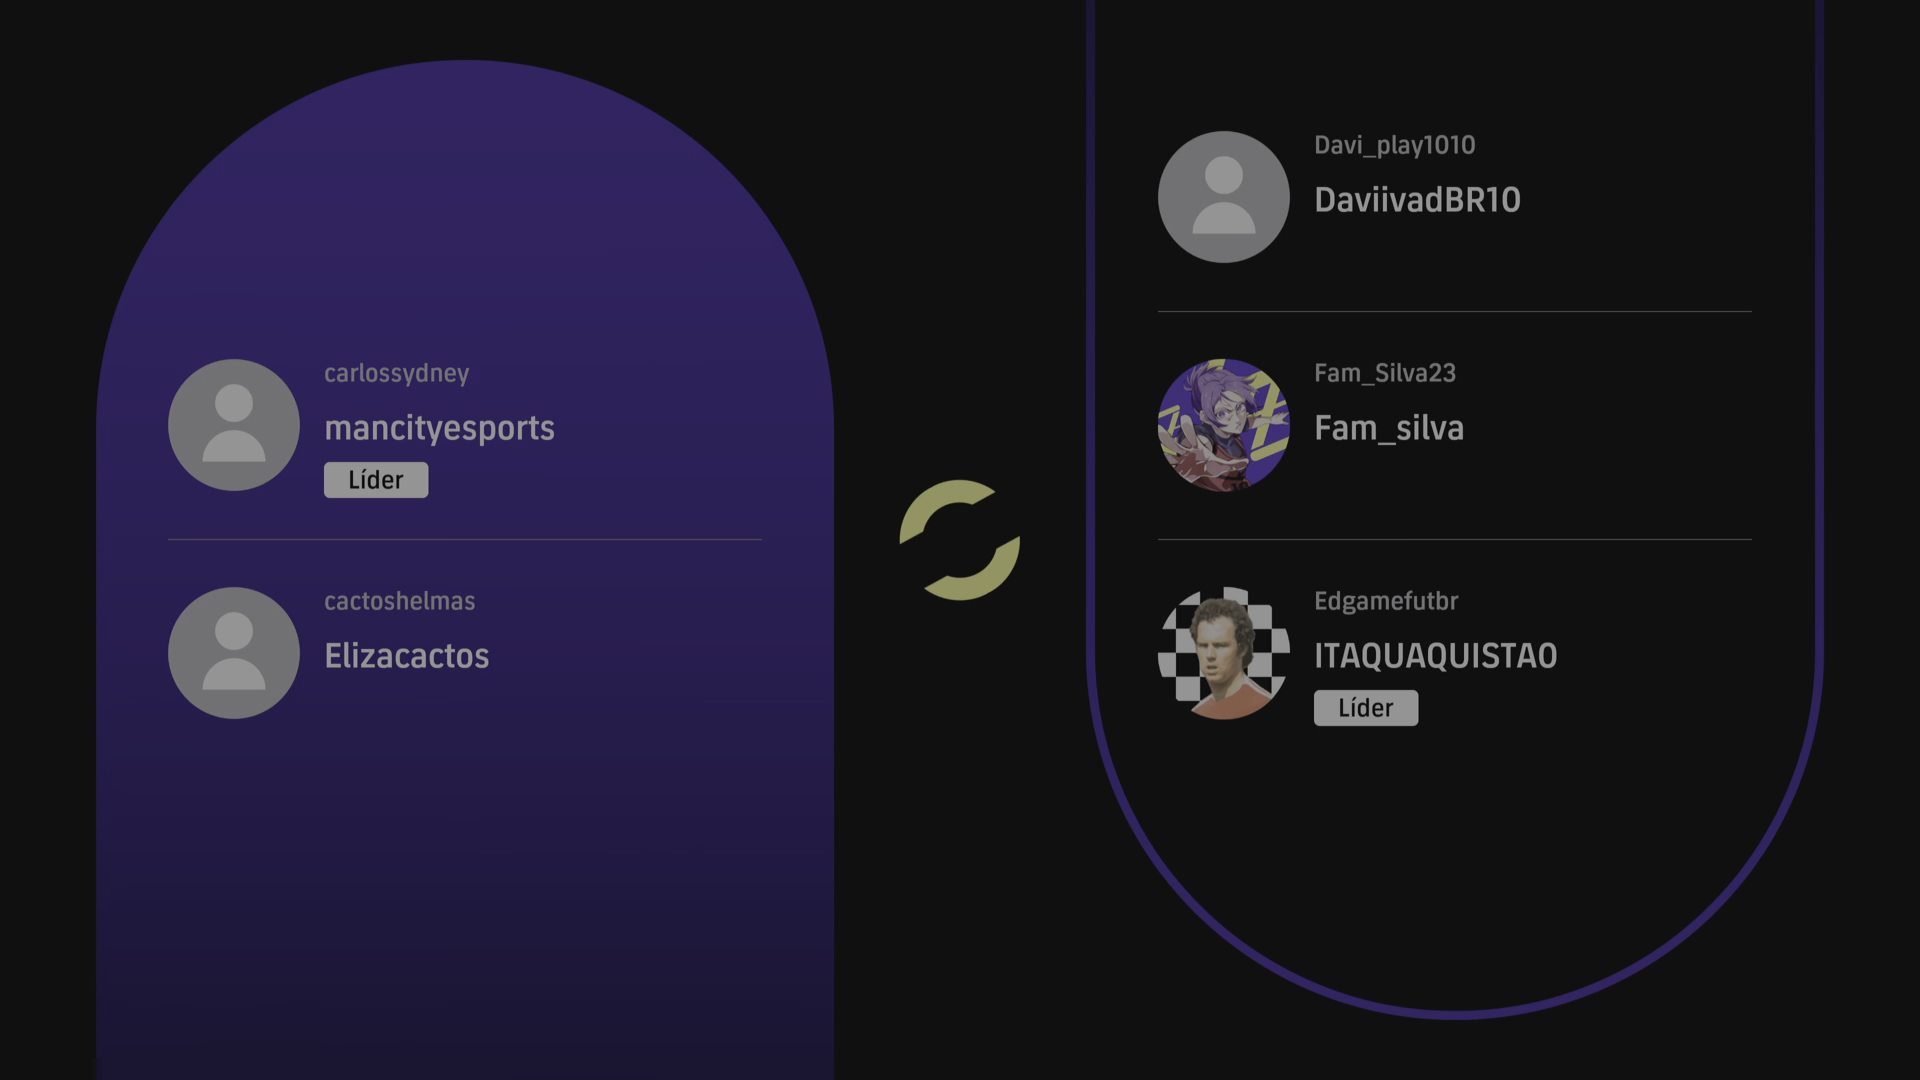 carlossydney
mancityesports
Líder
cactoshelmas
Elizacactos
Davi_play1010
DaviivadBR10
Fam_Silva23
Fam_silva
Edgamefutbr
ITAQUAQUISTAO
Líder